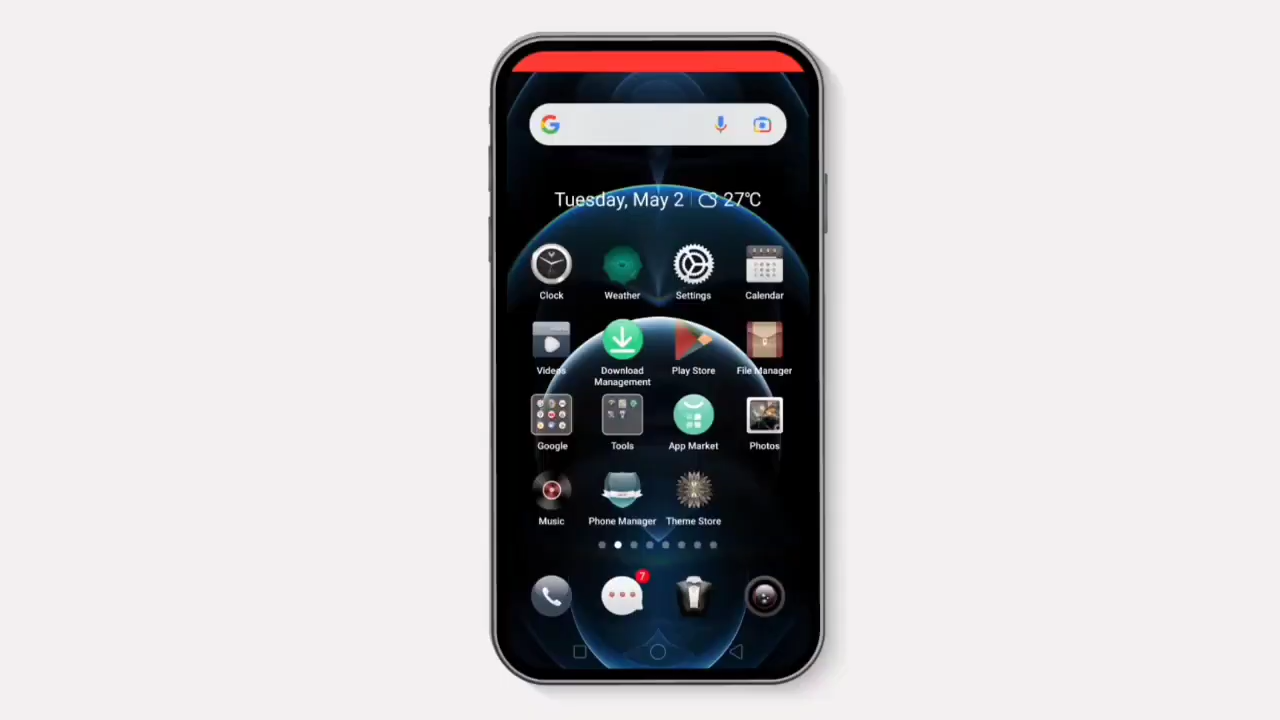 Tuesday, May 2 27°C
Clock Weather Settings Calendar
Videos Download Management Play Store File Manager
Google Tools App Market Photos
Music Phone Manager Theme Store
7